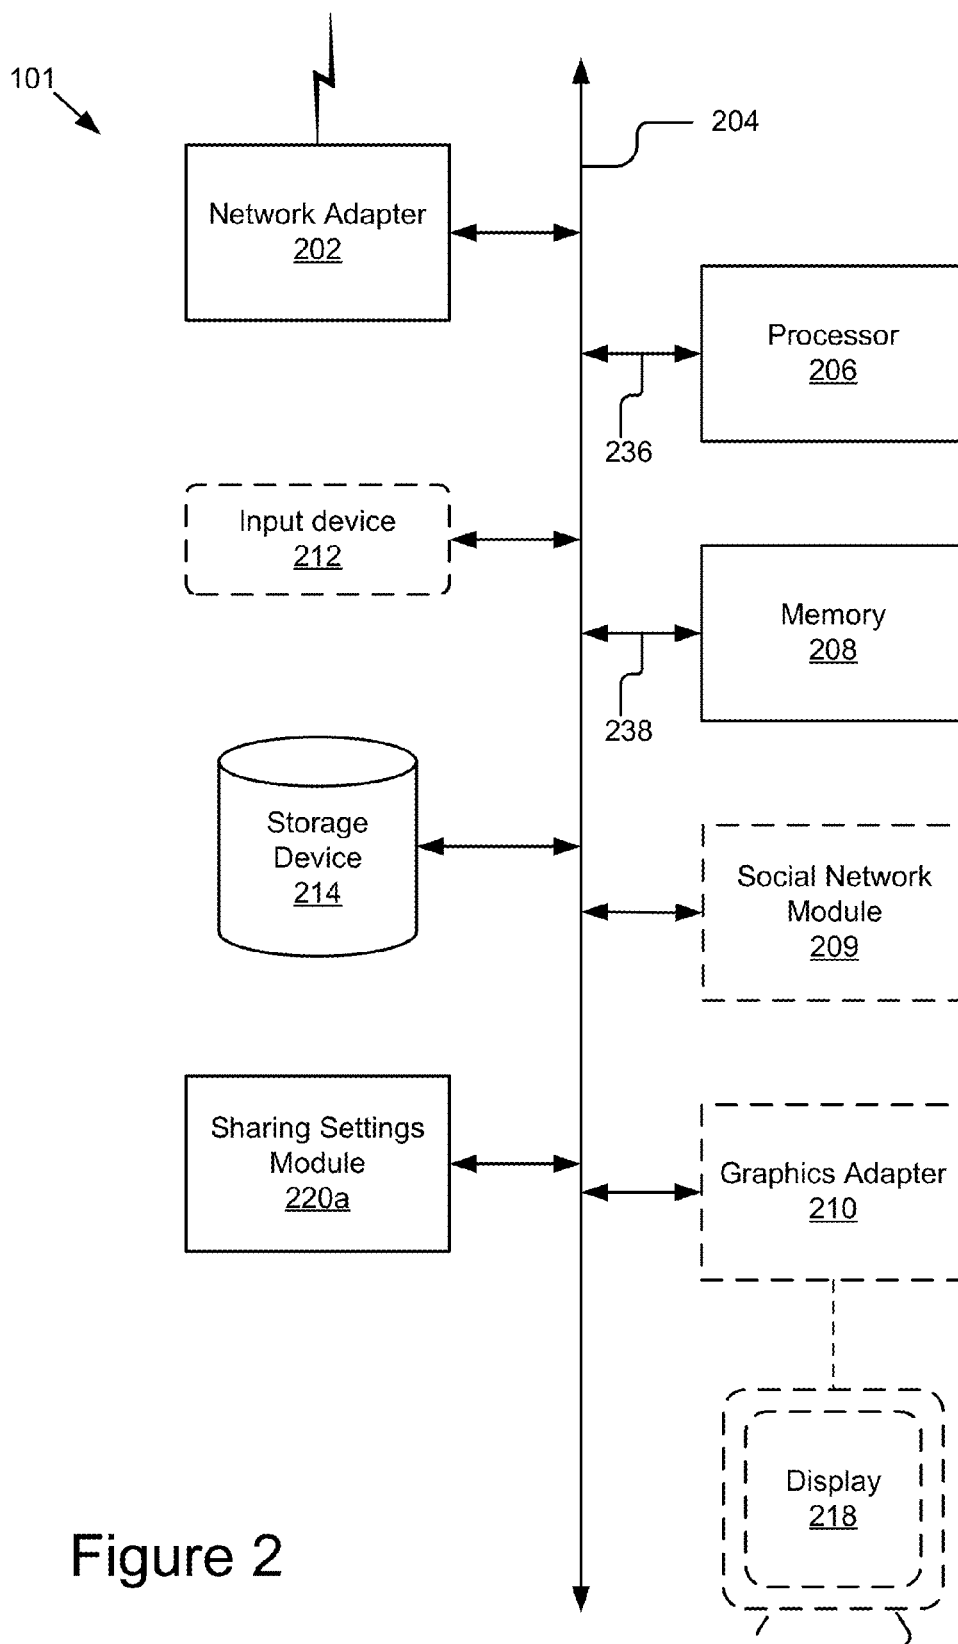 101
204
Network Adapter
202
Processor
206
236
Input device
212
Memory
208
238
Storage
Device
214
Social Network
Module
209
Sharing Settings
Module
220a
Graphics Adapter
210
Display
218
Figure 2